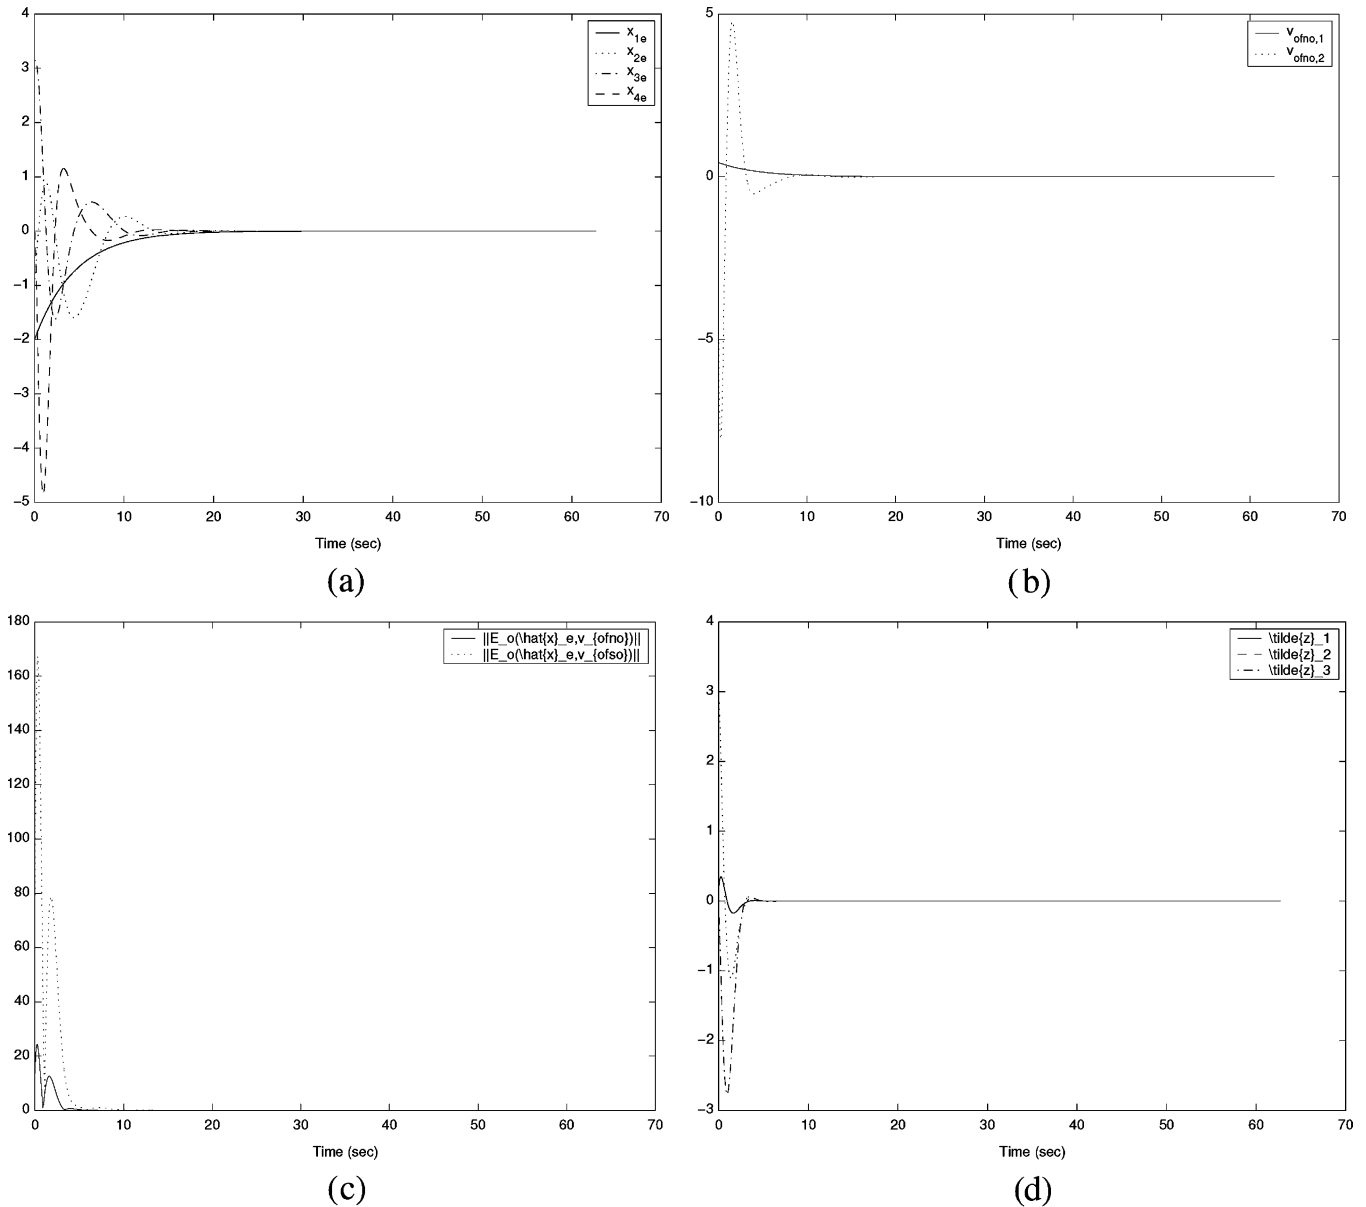 4
3
2
1
0
−1
−2
−3
−4
−5
x1e
x2e
x3e
x4e
0 10 20 30 40 50 60 70
Time (sec)
(a)
5
0
−5
−10
vofno,1
vofno,2
0 10 20 30 40 50 60 70
Time (sec)
(b)
180
160
140
120
100
80
60
40
20
0
||E_o(\hat{x}_e,v_{ofno})||
||E_o(\hat{x}_e,v_{ofso})||
0 10 20 30 40 50 60 70
Time (sec)
(c)
4
3
2
1
0
−1
−2
−3
\tilde{z}_1
\tilde{z}_2
\tilde{z}_3
0 10 20 30 40 50 60 70
Time (sec)
(d)